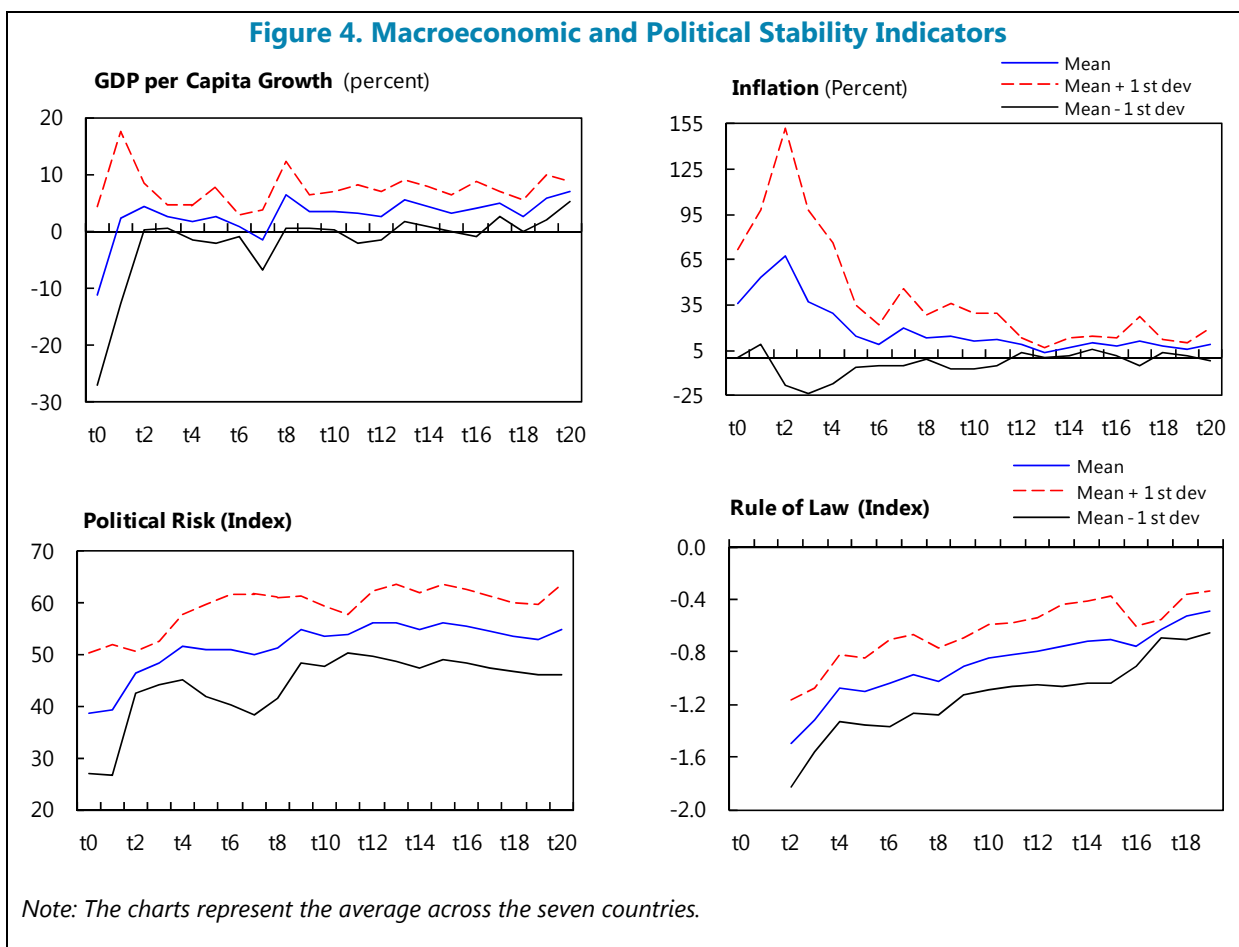 Figure 4. Macroeconomic and Political Stability Indicators
GDP per Capita Growth (percent)
20
10
0
-10
-20
-30
t0 t2 t4 t6 t8 t10 t12 t14 t16 t18 t20
Inflation (Percent)
Mean
Mean + 1 st dev
Mean - 1 st dev
155
125
95
65
35
5
-25
t0 t2 t4 t6 t8 t10 t12 t14 t16 t18 t20
Political Risk (Index)
70
60
50
40
30
20
t0 t2 t4 t6 t8 t10 t12 t14 t16 t18 t20
Rule of Law (Index)
Mean
Mean + 1 st dev
Mean - 1 st dev
0.0
-0.4
-0.8
-1.2
-1.6
-2.0
t0 t2 t4 t6 t8 t10 t12 t14 t16 t18
Note: The charts represent the average across the seven countries.